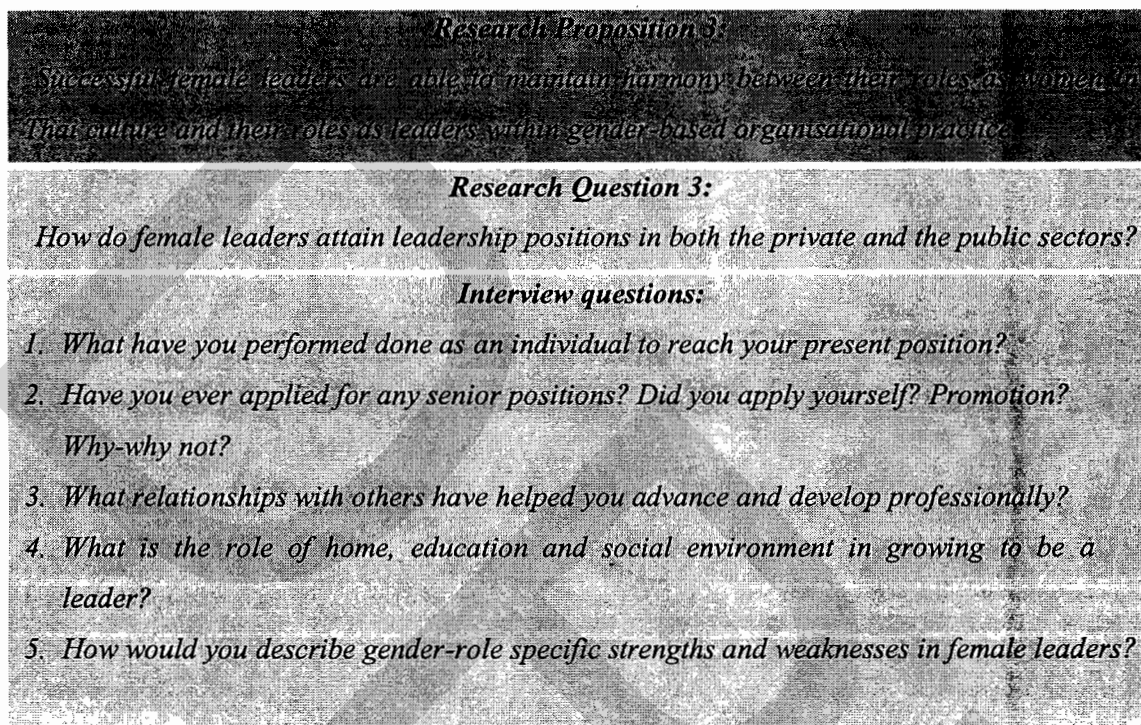 Research Proposition 3:
Successful female leaders are able to maintain harmony between their roles as women in
Thai culture and their roles as leaders within gender-based organisational practice
Research Question 3:
How do female leaders attain leadership positions in both the private and the public sectors?
Interview questions:
1. What have you performed done as an individual to reach your present position?
2. Have you ever applied for any senior positions? Did you apply yourself? Promotion?
Why-why not?
3. What relationships with others have helped you advance and develop professionally?
4. What is the role of home, education and social environment in growing to be a
leader?
5. How would you describe gender-role specific strengths and weaknesses in female leaders?